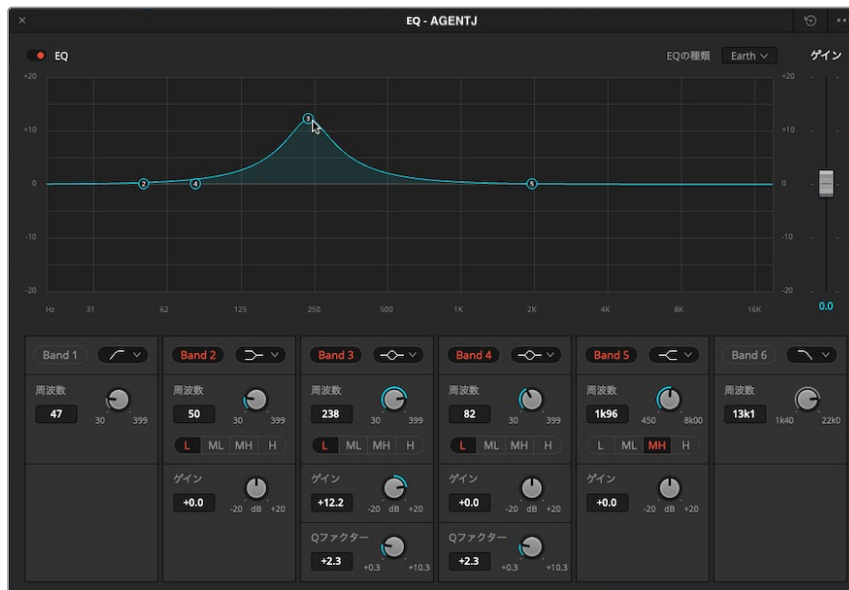 EQ - AGENTJ
EQ
EQの種類 Earth ゲイン
+20 +20
+10 +10
0 0
-10 -10
-20 -20
3
2 4 5
Hz 31 62 125 250 500 1K 2K 4K 8K 16K
0.0
Band 1 Band 2 Band 3 Band 4 Band 5 Band 6
周波数 周波数 周波数 周波数 周波数 周波数
47 50 238 82 1k96 13k1
30 399 30 399 30 399 30 399 450 8k00 1k40 22k0
L ML MH H L ML MH H L ML MH H L ML MH H
ゲイン ゲイン ゲイン ゲイン
+0.0 +12.2 +0.0 +0.0
-20 dB +20 -20 dB +20 -20 dB +20 -20 dB +20
Qファクター Qファクター
+2.3 +2.3
+0.3 +10.3 +0.3 +10.3